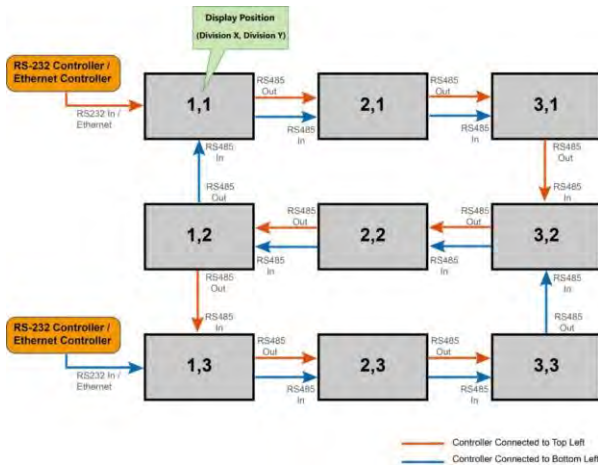 Display Position
(Division X, Division Y)
RS-232 Controller /
Ethernet Controller
RS232 In /
Ethernet
1,1
RS485
Out
RS485
In
2,1
RS485
Out
RS485
In
3,1
RS485
In
RS485
Out
RS485
Out
RS485
In
1,2
RS485
Out
RS485
In
2,2
RS485
Out
RS485
In
3,2
RS485
Out
RS485
In
RS485
In
RS485
Out
RS-232 Controller /
Ethernet Controller
RS232 In /
Ethernet
1,3
RS485
Out
RS485
In
2,3
RS485
Out
RS485
In
3,3
Controller Connected to Top Left
Controller Connected to Bottom Left